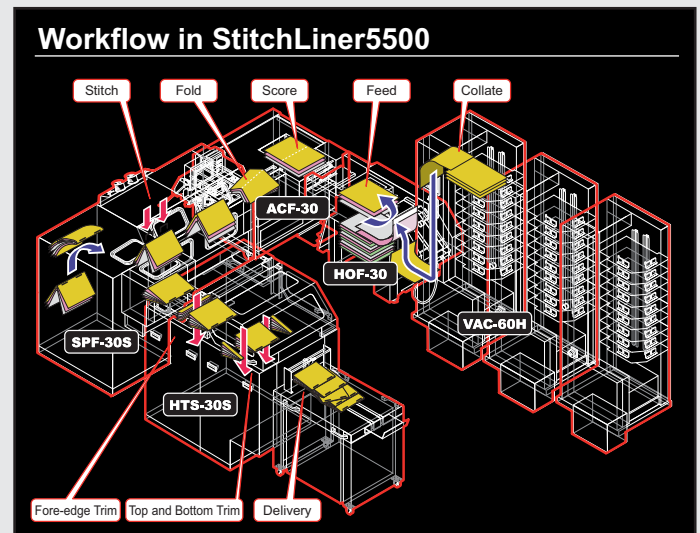 Workflow in StitchLiner5500
Stitch
Fold
Score
Feed
Collate
ACF-30
HOF-30
VAC-60H
SPF-30S
HTS-30S
Fore-edge Trim
Top and Bottom Trim
Delivery